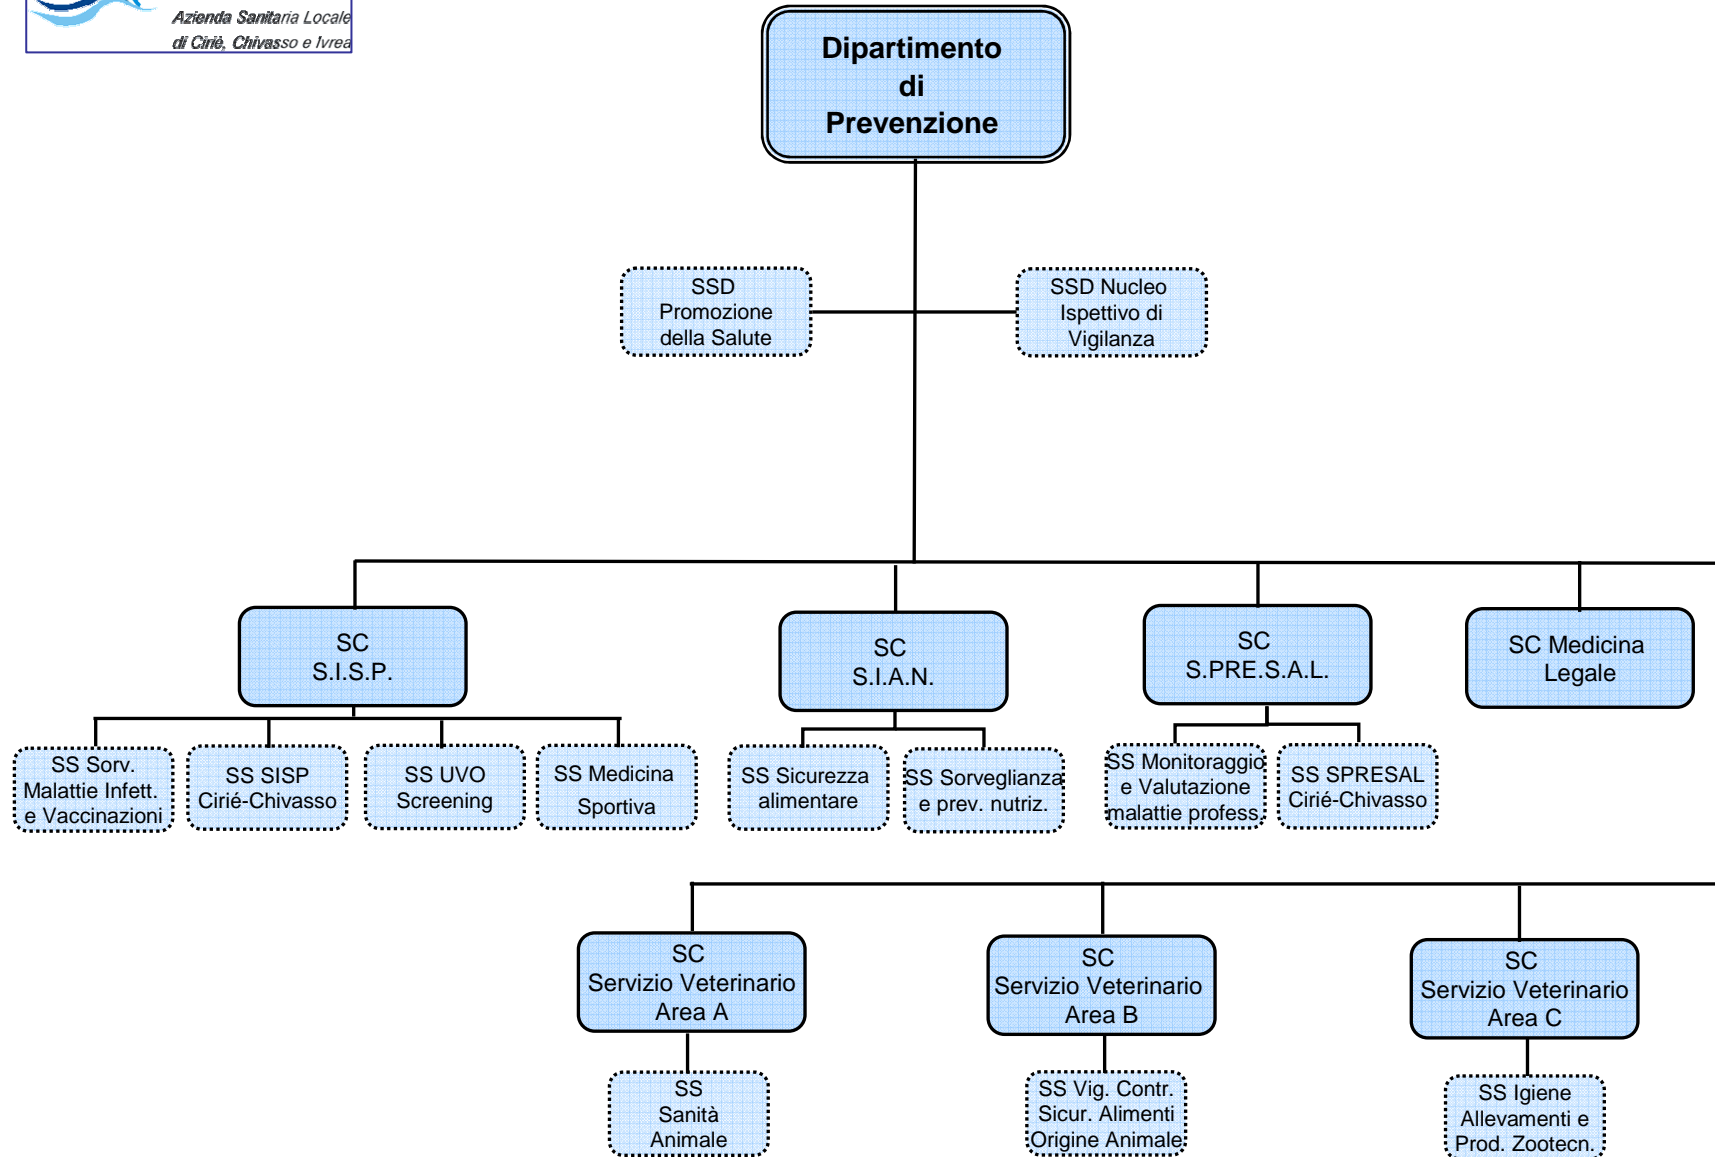 Azienda Sanitaria Locale
di Ciriè, Chivasso e Ivrea
Dipartimento
di
Prevenzione
SSD
Promozione
della Salute
SSD Nucleo
Ispettivo di
Vigilanza
SC
S.I.S.P.
SC
S.I.A.N.
SC
S.PRE.S.A.L.
SC Medicina
Legale
SS Sorv.
Malattie Infett.
e Vaccinazioni
SS SISP
Cirié-Chivasso
SS UVO
Screening
SS Medicina
Sportiva
SS Sicurezza
alimentare
SS Sorveglianza
e prev. nutriz.
SS Monitoraggio
e Valutazione
malattie profess.
SS SPRESAL
Cirié-Chivasso
SC
Servizio Veterinario
Area A
SC
Servizio Veterinario
Area B
SC
Servizio Veterinario
Area C
SS
Sanità
Animale
SS Vig. Contr.
Sicur. Alimenti
Origine Animale
SS Igiene
Allevamenti e
Prod. Zootecn.